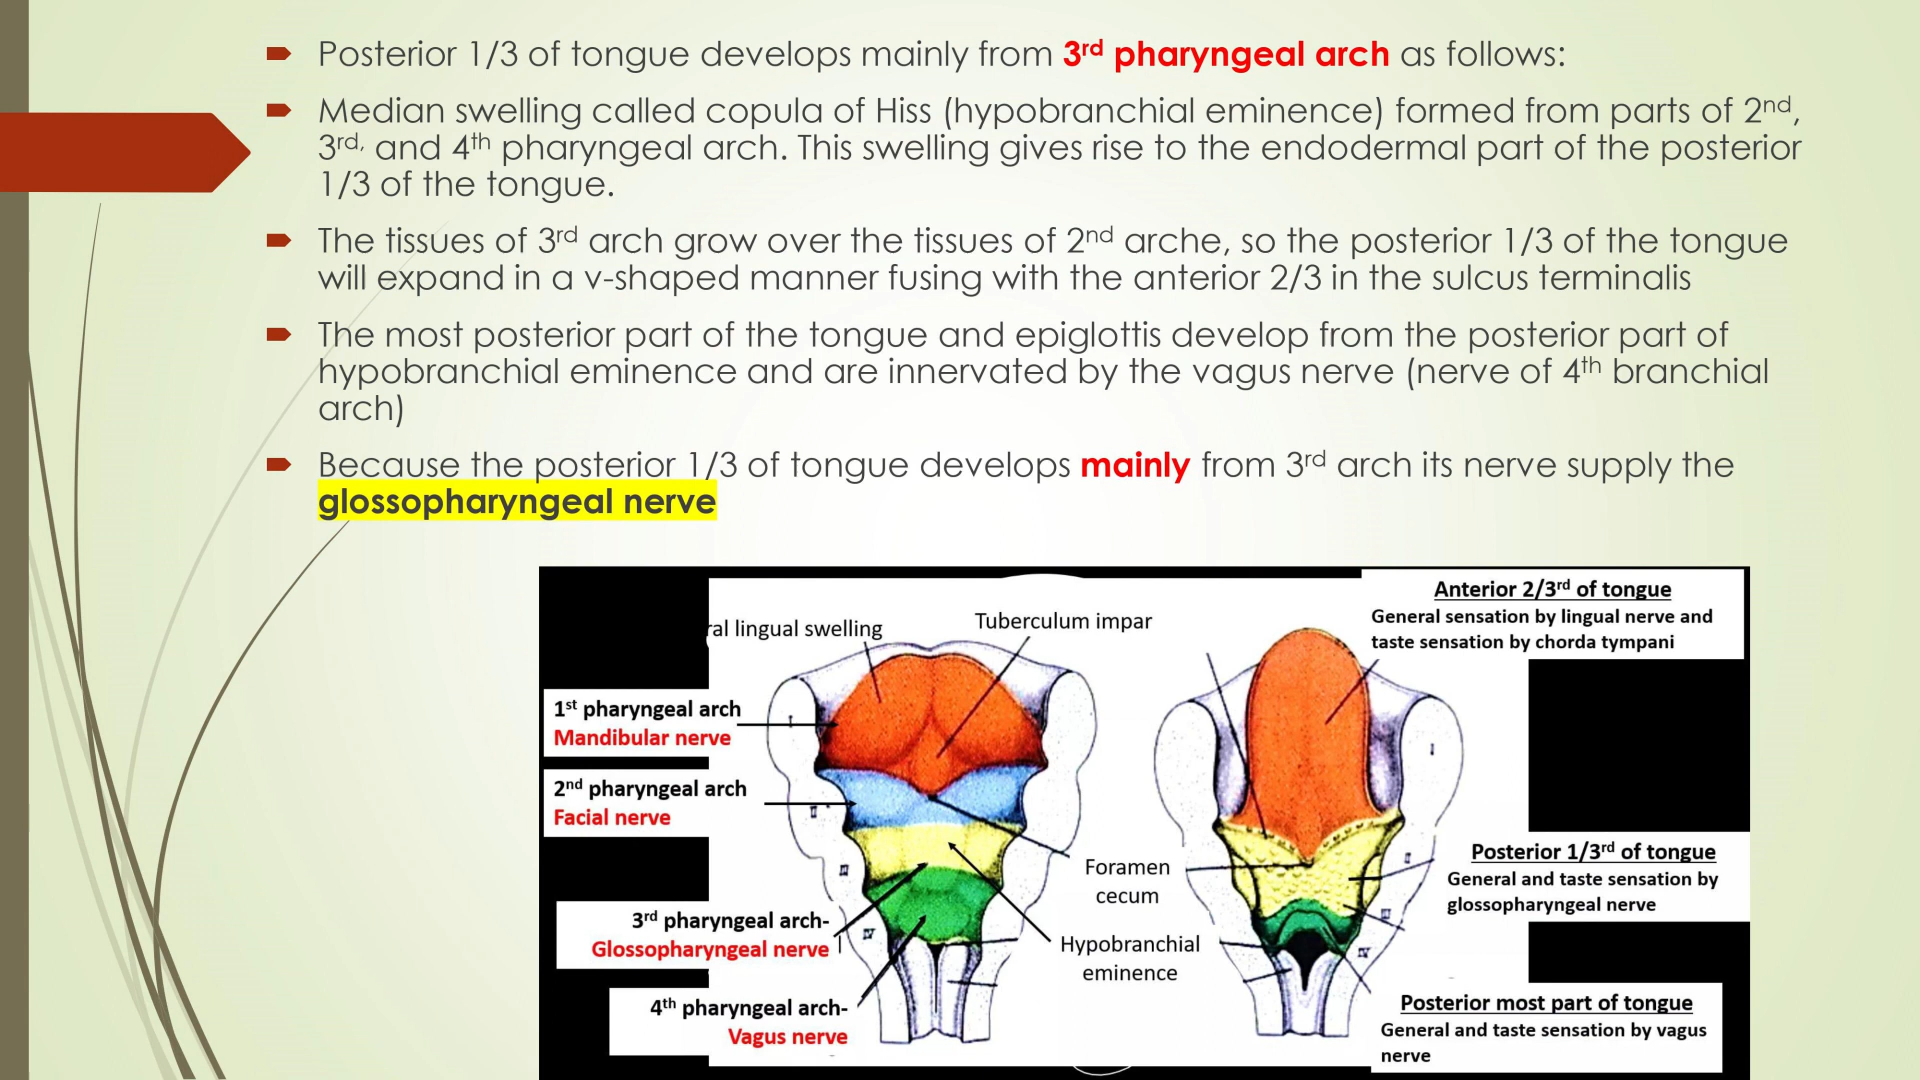 Posterior 1/3 of tongue develops mainly from 3rd pharyngeal arch as follows:
Median swelling called copula of Hiss (hypobranchial eminence) formed from parts of 2nd,
3rd, and 4th pharyngeal arch. This swelling gives rise to the endodermal part of the posterior
1/3 of the tongue.
The tissues of 3rd arch grow over the tissues of 2nd arche, so the posterior 1/3 of the tongue
will expand in a v-shaped manner fusing with the anterior 2/3 in the sulcus terminalis
The most posterior part of the tongue and epiglottis develop from the posterior part of
hypobranchial eminence and are innervated by the vagus nerve (nerve of 4th branchial
arch)
Because the posterior 1/3 of tongue develops mainly from 3rd arch its nerve supply the
glossopharyngeal nerve
ral lingual swelling
Tuberculum impar
1st pharyngeal arch
Mandibular nerve
2nd pharyngeal arch
Facial nerve
3rd pharyngeal arch-
Glossopharyngeal nerve
4th pharyngeal arch-
Vagus nerve
I
II
III
IV
Foramen
cecum
Hypobranchial
eminence
Anterior 2/3rd of tongue
General sensation by lingual nerve and
taste sensation by chorda tympani
I
II
III
IV
Posterior 1/3rd of tongue
General and taste sensation by
glossopharyngeal nerve
Posterior most part of tongue
General and taste sensation by vagus
nerve